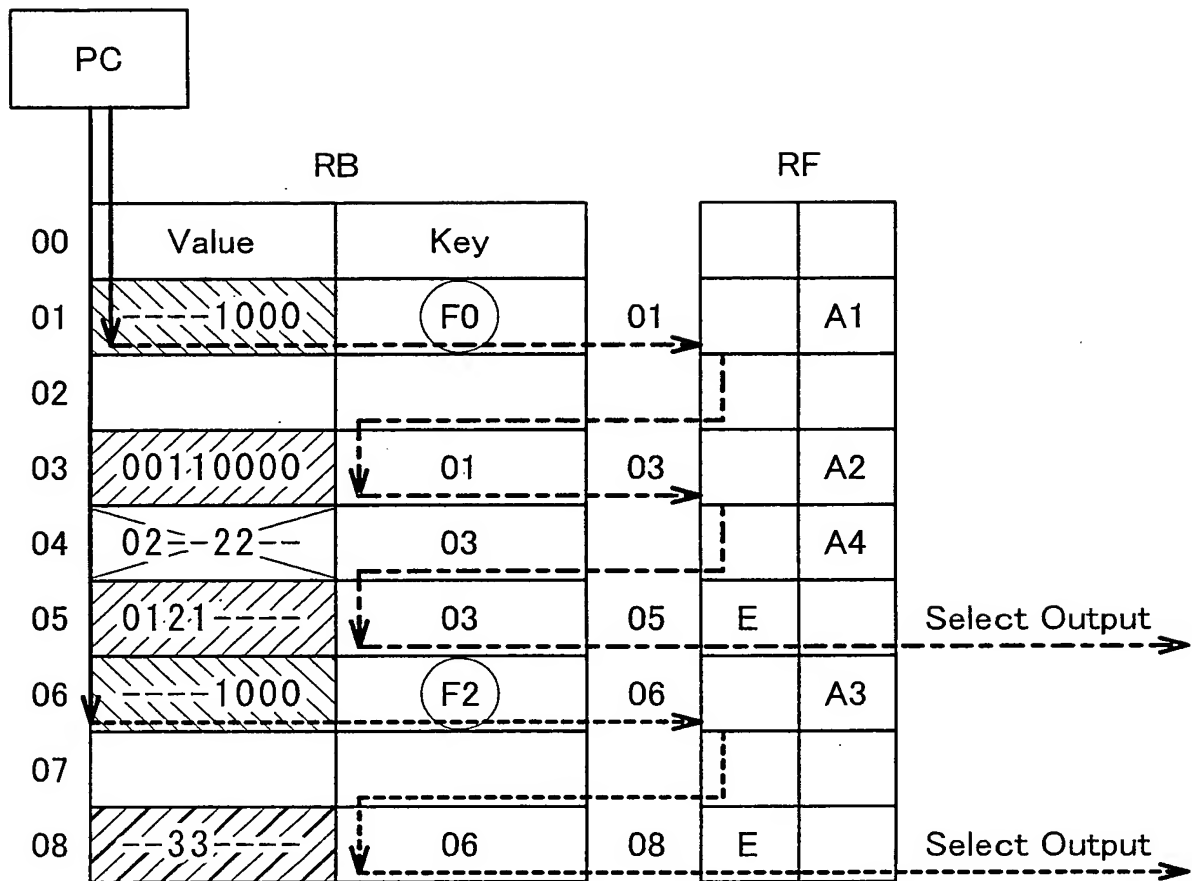 PC
RB RF
00 Value Key
01 ----1000 F0 01 A1
02
03 00110000 01 03 A2
04 02--22-- 03 A4
05 0121---- 03 05 E Select Output
06 ----1000 F2 06 A3
07
08 --33---- 06 08 E Select Output